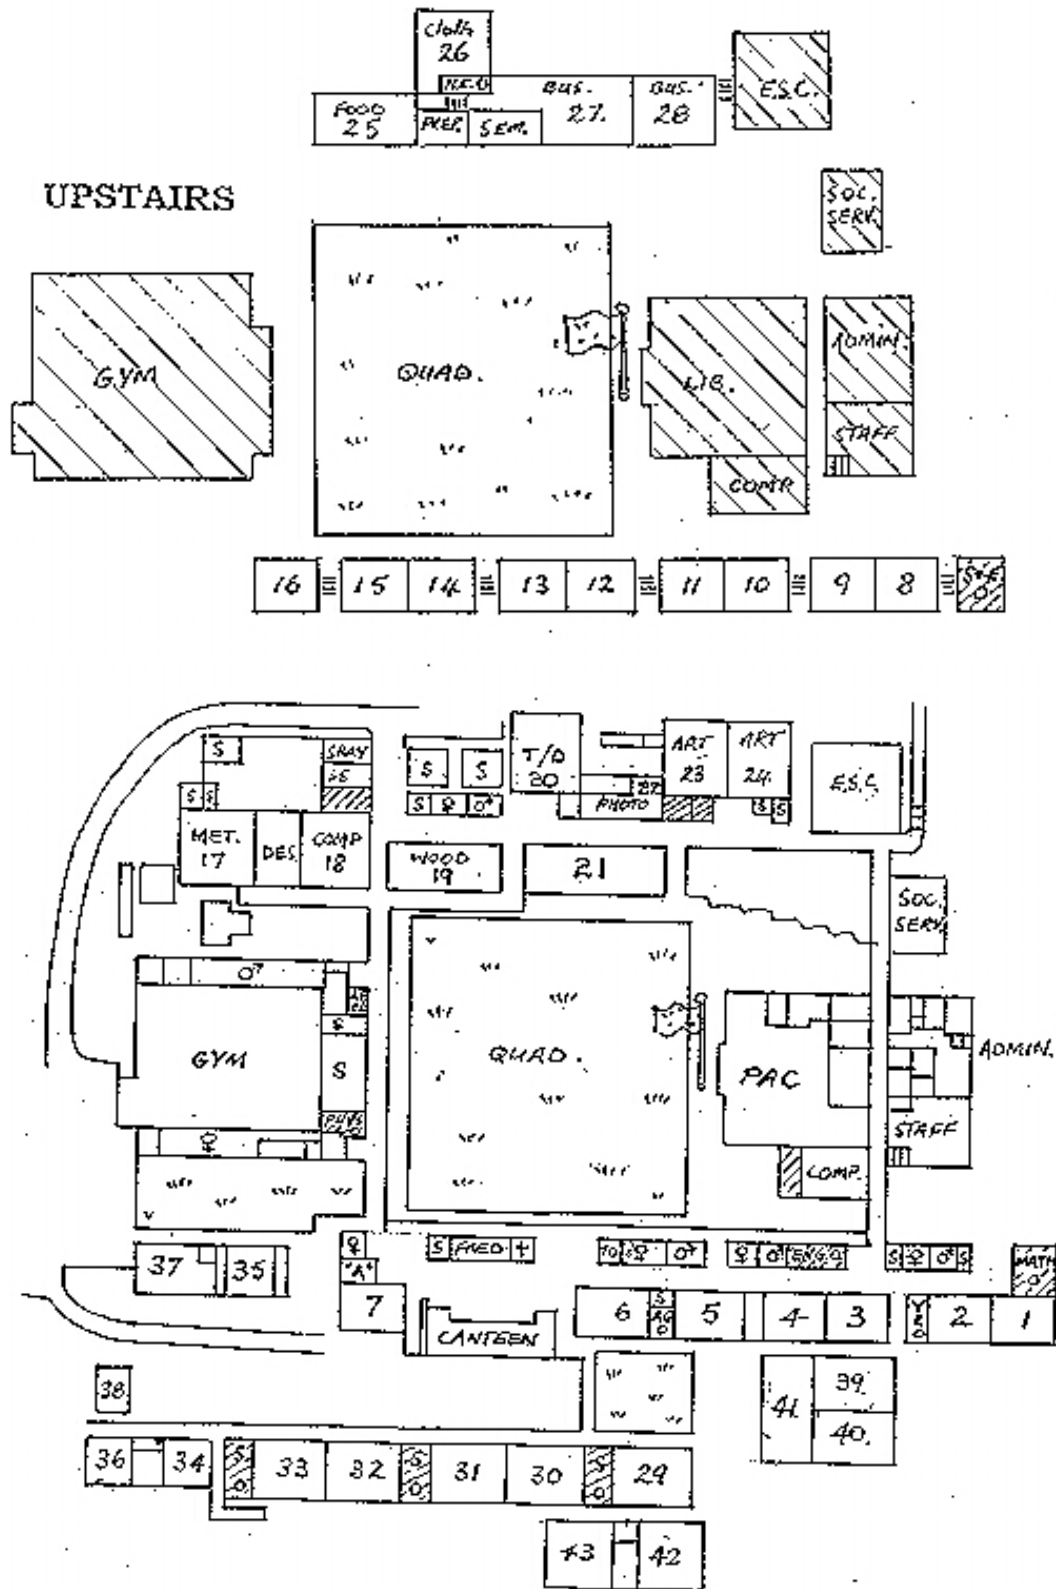 Cloth
26
FOOD
25
PREP.
SEM.
BUS.
27
BUS.
28
E.S.C.
UPSTAIRS
SOC.
SERV.
GYM
QUAD.
LIB.
ADMIN.
STAFF
COMP.
16
15
14
13
12
11
10
9
8
S
S
S
MET.
17
DES.
COMP
18
S
S
S ♀ ♂
T/D
20
PHOTO
ART
23
ART
24
S
S
E.S.C.
WOOD
19
21
SOC.
SERV.
♂
♀
GYM
S
♀
QUAD.
PAC
ADMIN.
STAFF
COMP.
37
35
♀
"A"
7
S
♀
♂
♀
♂
S ♀ ♂ S
MATH
O
CANTEEN
6
S
5
4
3
2
1
38
41
39
40
36
34
S
O
33
32
S
O
31
30
S
O
29
43
42